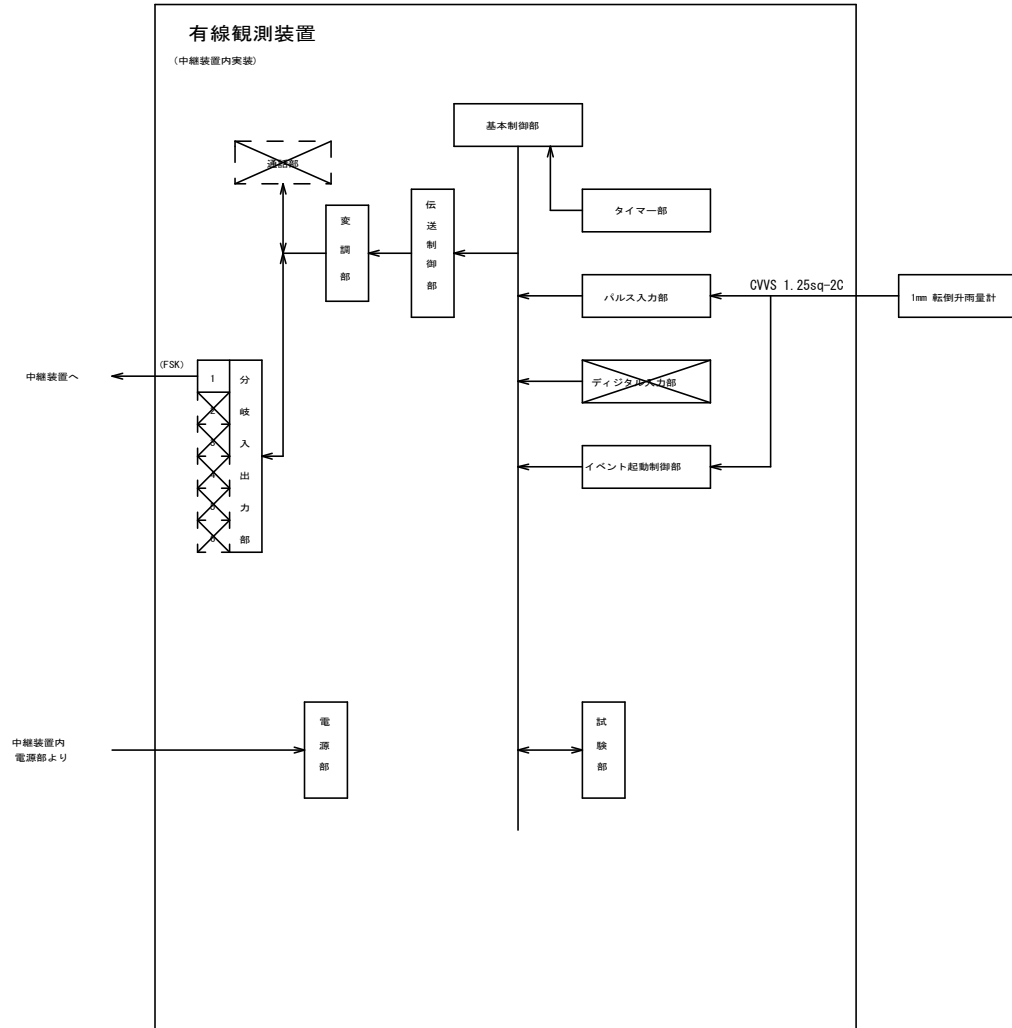 有線観測装置
(中継装置内実装)
基本制御部
通話部
伝送制御部
変調部
タイマー部
パルス入力部
CVVS 1.25sq-2C
1mm 転倒升雨量計
(FSK)
中継装置へ
1
2
3
4
5
6
分岐入出力部
ディジタル入力部
イベント起動制御部
電源部
試験部
中継装置内
電源部より